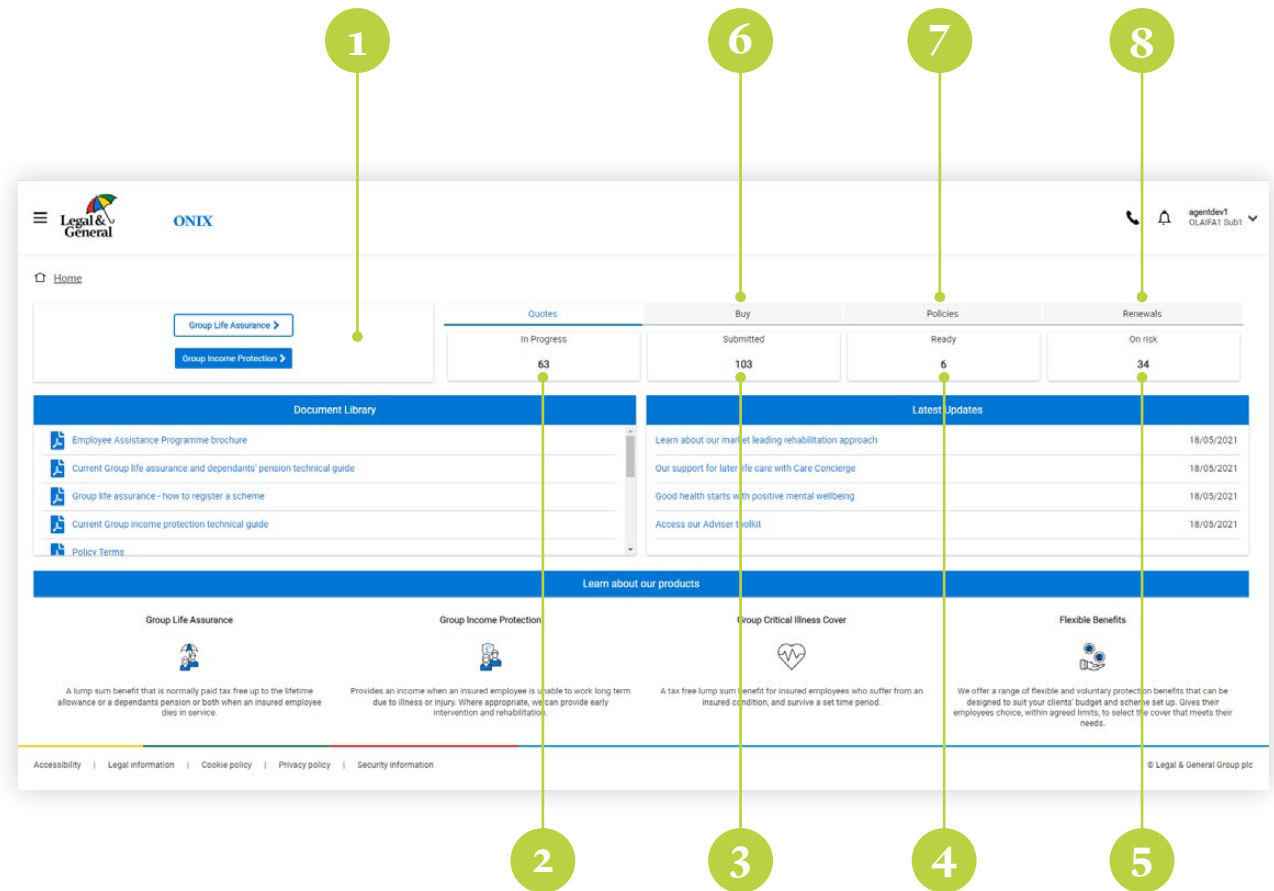 1
6
7
8
Legal &
General
ONIX
agentdev1
OLAIFA1 Sub1
Home
Group Life Assurance
Group Income Protection
Quotes
Buy
Policies
Renewals
In Progress
Submitted
Ready
On risk
63
103
6
34
Document Library
Employee Assistance Programme brochure
Current Group life assurance and dependants' pension technical guide
Group life assurance - how to register a scheme
Current Group income protection technical guide
Policy Terms
Latest Updates
Learn about our market leading rehabilitation approach 18/05/2021
Our support for later life care with Care Concierge 18/05/2021
Good health starts with positive mental wellbeing 18/05/2021
Access our Adviser toolkit 18/05/2021
Learn about our products
Group Life Assurance
A lump sum benefit that is normally paid tax free up to the lifetime
allowance or a dependants pension or both when an insured employee
dies in service.
Group Income Protection
Provides an income when an insured employee is unable to work long term
due to illness or injury. Where appropriate, we can provide early
intervention and rehabilitation.
Group Critical Illness Cover
A tax free lump sum benefit for insured employees who suffer from an
insured condition, and survive a set time period.
Flexible Benefits
We offer a range of flexible and voluntary protection benefits that can be
designed to suit your clients' budget and scheme set up. Gives their
employees choice, within agreed limits, to select the cover that meets their
needs.
Accessibility | Legal information | Cookie policy | Privacy policy | Security information
© Legal & General Group plc
2
3
4
5